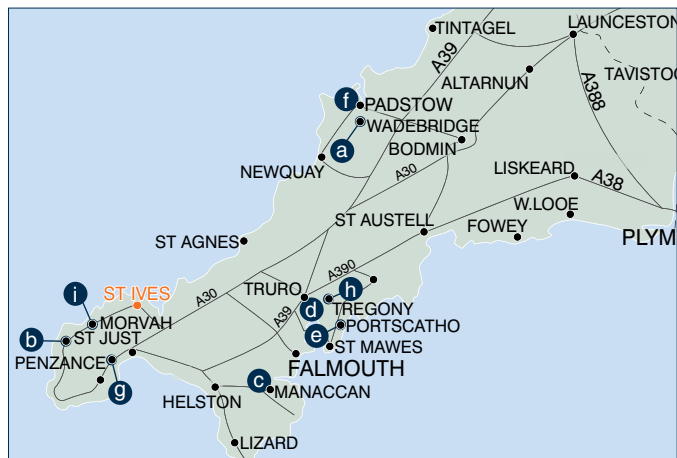 LAUNCESTON
TINTAGEL
A39
TAVISTOC
ALTARNUN
A388
f
PADSTOW
WADEBRIDGE
a
BODMIN
NEWQUAY
A30
LISKEARD
A38
W.LOOE
ST AUSTELL
FOWEY
PLYM
ST AGNES
A390
ST IVES
A30
TRURO
h
i
d
TREGONY
A39
MORVAH
e
PORTSCATHO
b
ST JUST
ST MAWES
PENZANCE
FALMOUTH
g
c
MANACCAN
HELSTON
LIZARD